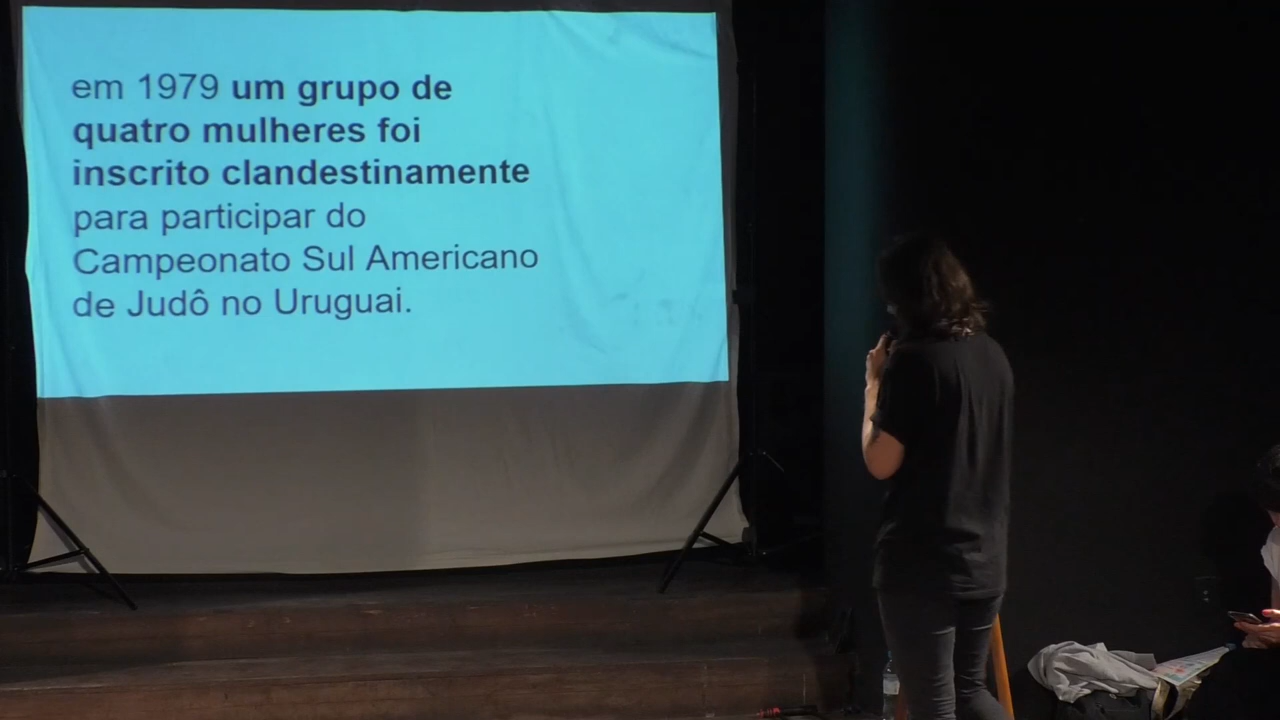 em 1979 um grupo de
quatro mulheres foi
inscrito clandestinamente
para participar do
Campeonato Sul Americano
de Judô no Uruguai.